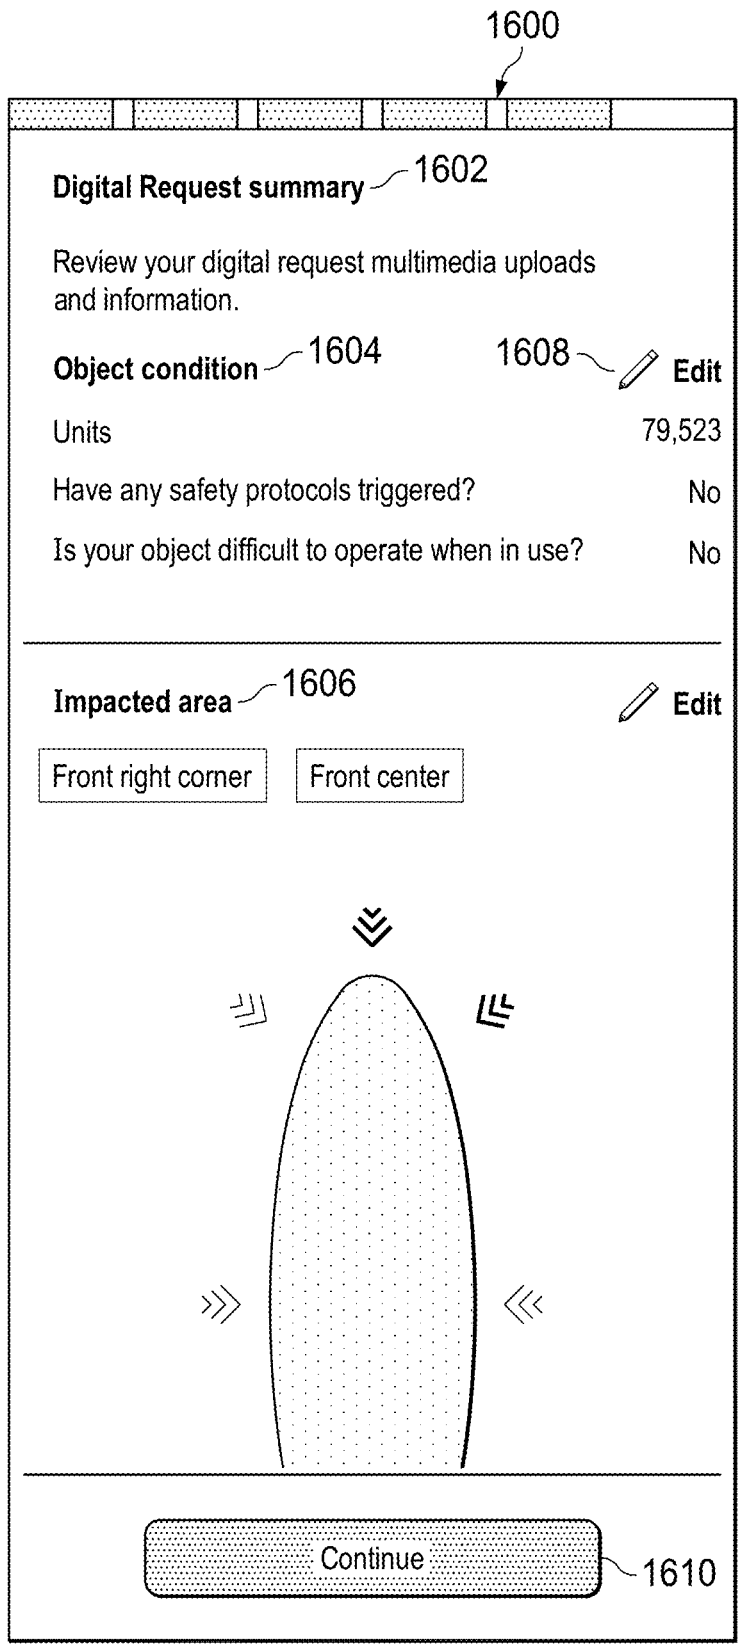 1600
Digital Request summary 1602
Review your digital request multimedia uploads
and information.
Object condition 1604 1608 Edit
Units 79,523
Have any safety protocols triggered? No
Is your object difficult to operate when in use? No
Impacted area 1606 Edit
Front right corner Front center
Continue 1610